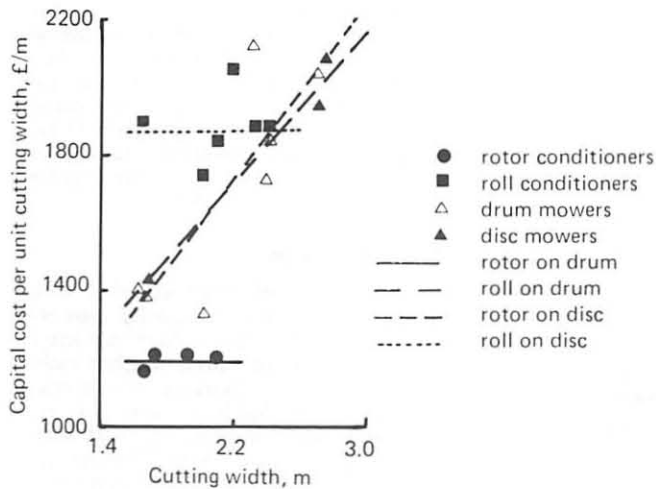 Capital cost per unit cutting width, £/m
2200
1800
1400
1000
1.4
2.2
3.0
Cutting width, m
rotor conditioners
roll conditioners
drum mowers
disc mowers
rotor on drum
roll on drum
rotor on disc
roll on disc